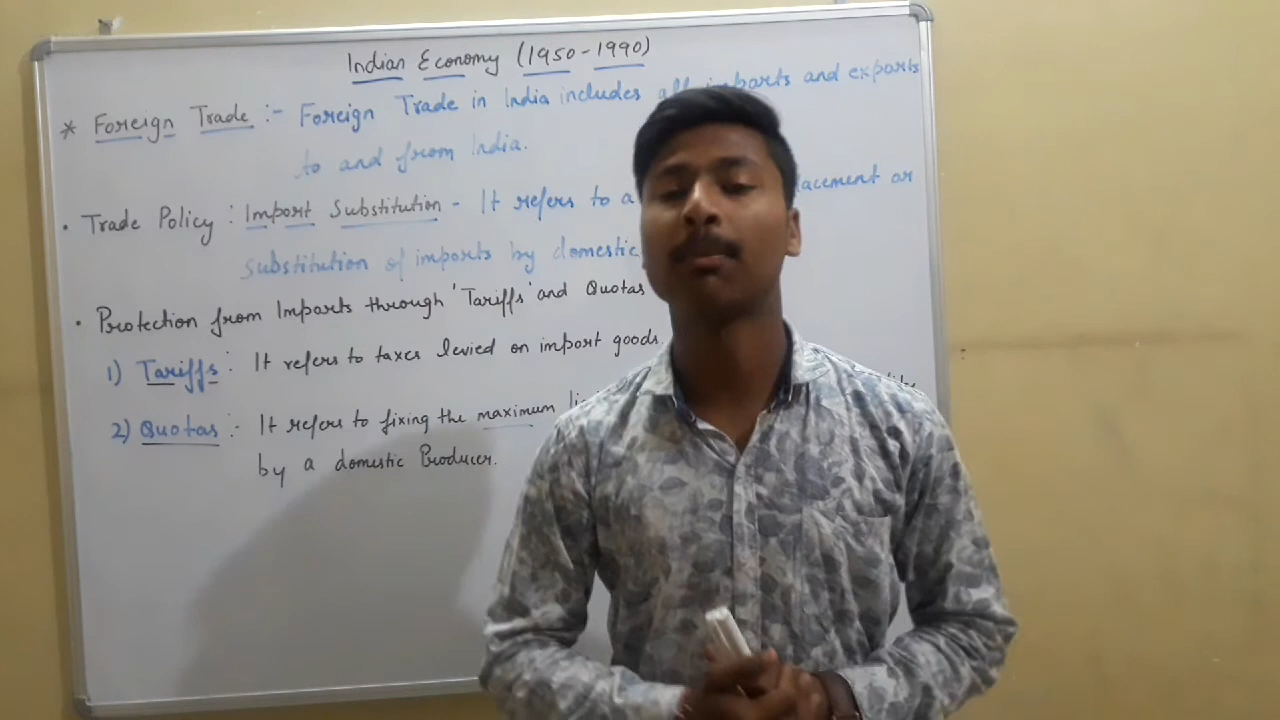 Indian Economy (1950-1990)
* Foreign Trade :- Foreign Trade in India includes all imports and exports
to and from India.
• Trade Policy : Import Substitution - It refers to a lacement or
substitution of imports by domestic
• Protection from Imports through 'Tariffs' and Quotas
1) Tariffs : It refers to taxes levied on import goods.
2) Quotas :- It refers to fixing the maximum
by a domestic Producer.